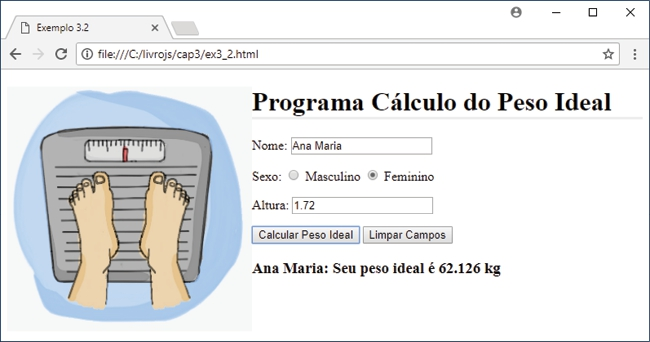 Exemplo 3.2
file:///C:/livrojs/cap3/ex3_2.html
Programa Cálculo do Peso Ideal
Nome: Ana Maria
Sexo: Masculino Feminino
Altura: 1.72
Calcular Peso Ideal Limpar Campos
Ana Maria: Seu peso ideal é 62.126 kg